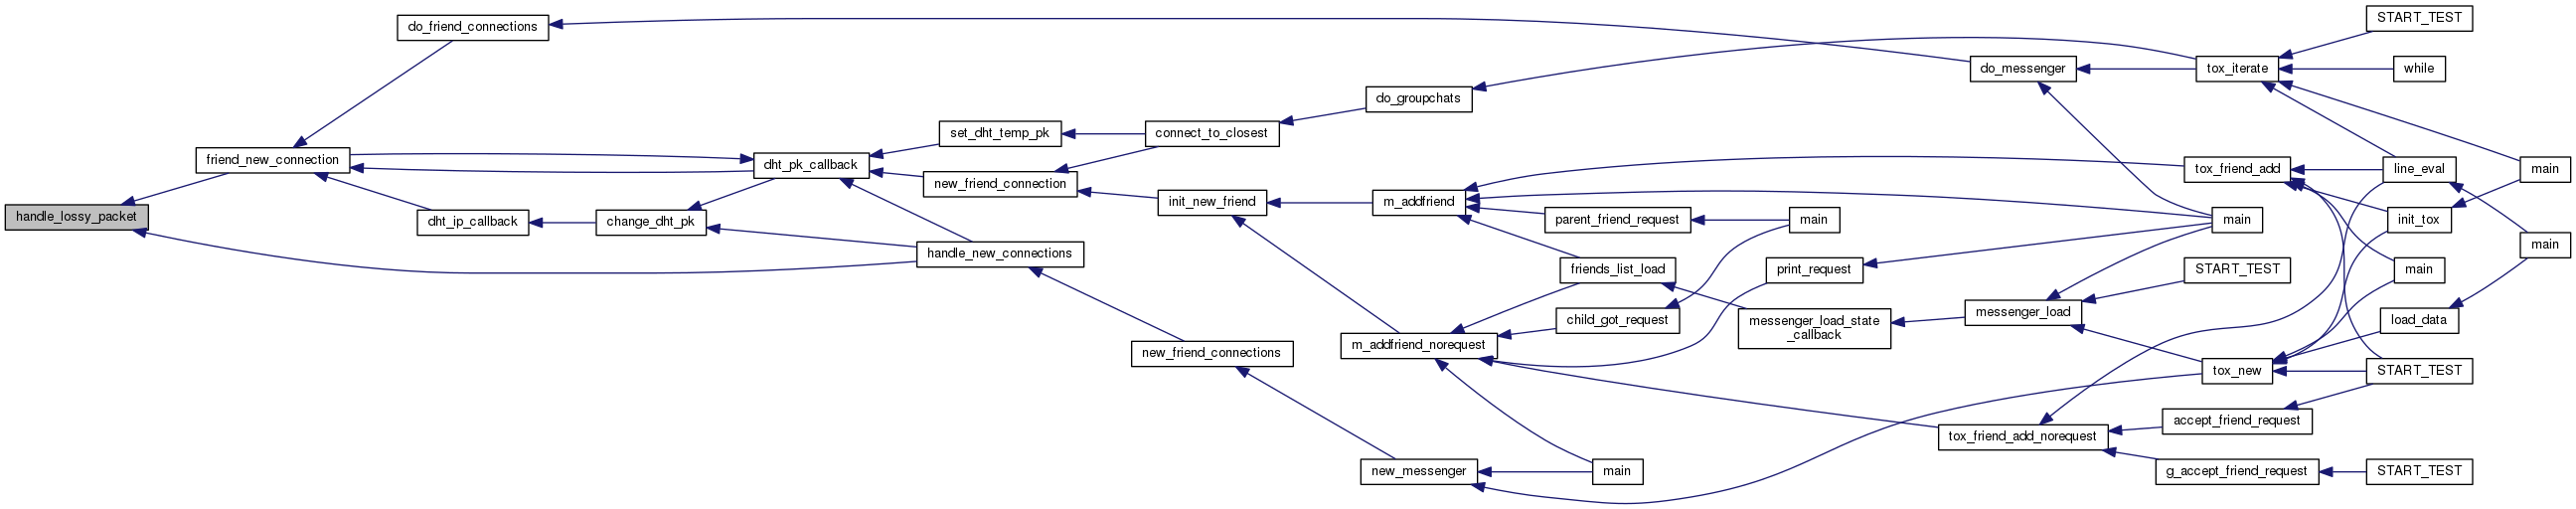 handle_lossy_packet
friend_new_connection
do_friend_connections
dht_ip_callback
change_dht_pk
dht_pk_callback
set_dht_temp_pk
new_friend_connection
handle_new_connections
connect_to_closest
init_new_friend
new_friend_connections
do_groupchats
m_addfriend
m_addfriend_norequest
new_messenger
parent_friend_request
friends_list_load
child_got_request
main
main
print_request
messenger_load_state
_callback
do_messenger
messenger_load
tox_friend_add_norequest
tox_iterate
tox_friend_add
main
START_TEST
tox_new
accept_friend_request
g_accept_friend_request
START_TEST
while
line_eval
init_tox
main
load_data
START_TEST
START_TEST
main
main